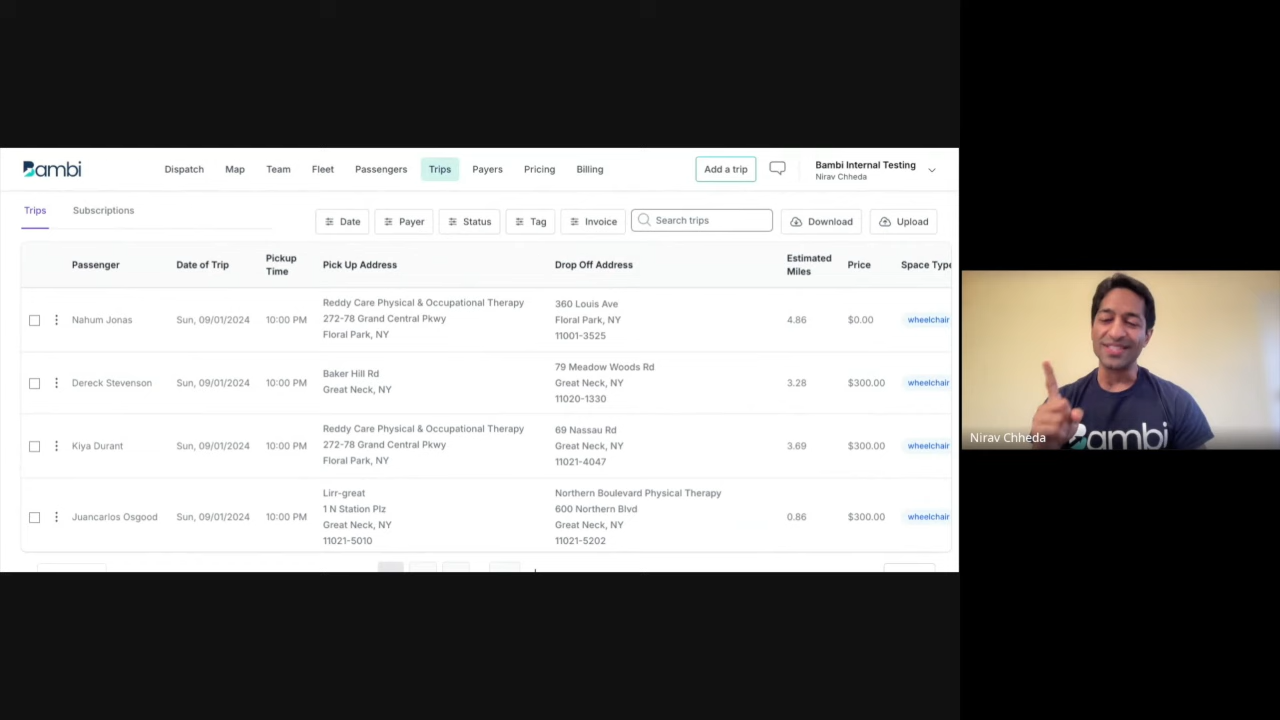 Bambi
Dispatch Map Team Fleet Passengers Trips Payers Pricing Billing
Add a trip
Bambi Internal Testing
Nirav Chheda
Trips Subscriptions
Date Payer Status Tag Invoice Search trips Download Upload
Passenger Date of Trip Pickup Time Pick Up Address Drop Off Address Estimated Miles Price Space Type
Nahum Jonas Sun, 09/01/2024 10:00 PM
Reddy Care Physical & Occupational Therapy
272-78 Grand Central Pkwy
Floral Park, NY
360 Louis Ave
Floral Park, NY
11001-3525
4.86 $0.00 wheelchair
Dereck Stevenson Sun, 09/01/2024 10:00 PM
Baker Hill Rd
Great Neck, NY
79 Meadow Woods Rd
Great Neck, NY
11020-1330
3.28 $300.00 wheelchair
Kiya Durant Sun, 09/01/2024 10:00 PM
Reddy Care Physical & Occupational Therapy
272-78 Grand Central Pkwy
Floral Park, NY
69 Nassau Rd
Great Neck, NY
11021-4047
3.69 $300.00 wheelchair
Juancarlos Osgood Sun, 09/01/2024 10:00 PM
Lirr-great
1 N Station Plz
Great Neck, NY
11021-5010
Northern Boulevard Physical Therapy
600 Northern Blvd
Great Neck, NY
11021-5202
0.86 $300.00 wheelchair
Bambi
Nirav Chheda